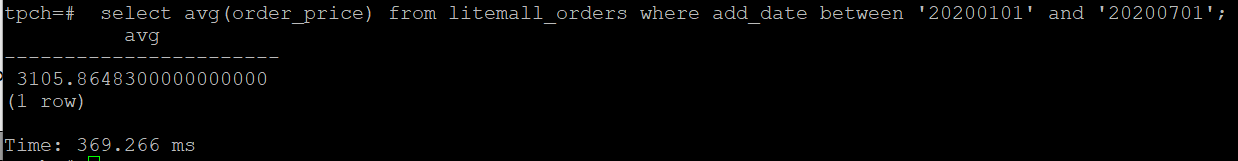 tpch=#  select avg(order_price) from litemall_orders where add_date between '20200101' and '20200701';
          avg
-----------------------
 3105.8648300000000000
(1 row)

Time: 369.266 ms